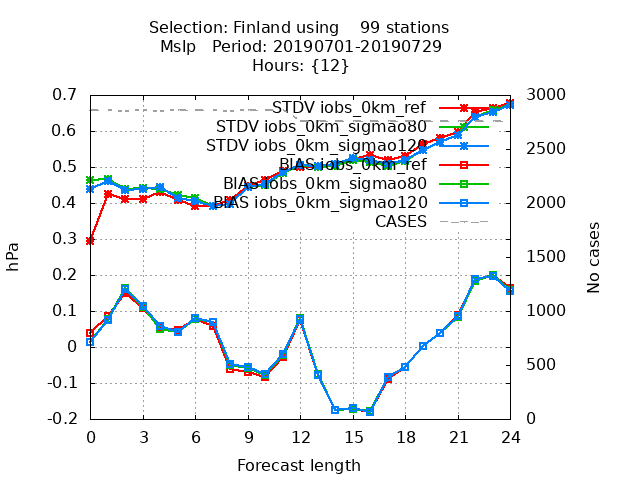 Selection: Finland using    99 stations
Mslp   Period: 20190701-20190729
Hours: {12}
0.7
0.6
0.5
0.4
0.3
0.2
0.1
0
-0.1
-0.2
hPa
3000
2500
2000
1500
1000
500
0
No cases
STDV iobs_0km_ref
STDV iobs_0km_sigmao80
STDV iobs_0km_sigmao120
BIAS iobs_0km_ref
BIAS iobs_0km_sigmao80
BIAS iobs_0km_sigmao120
CASES
0 3 6 9 12 15 18 21 24
Forecast length